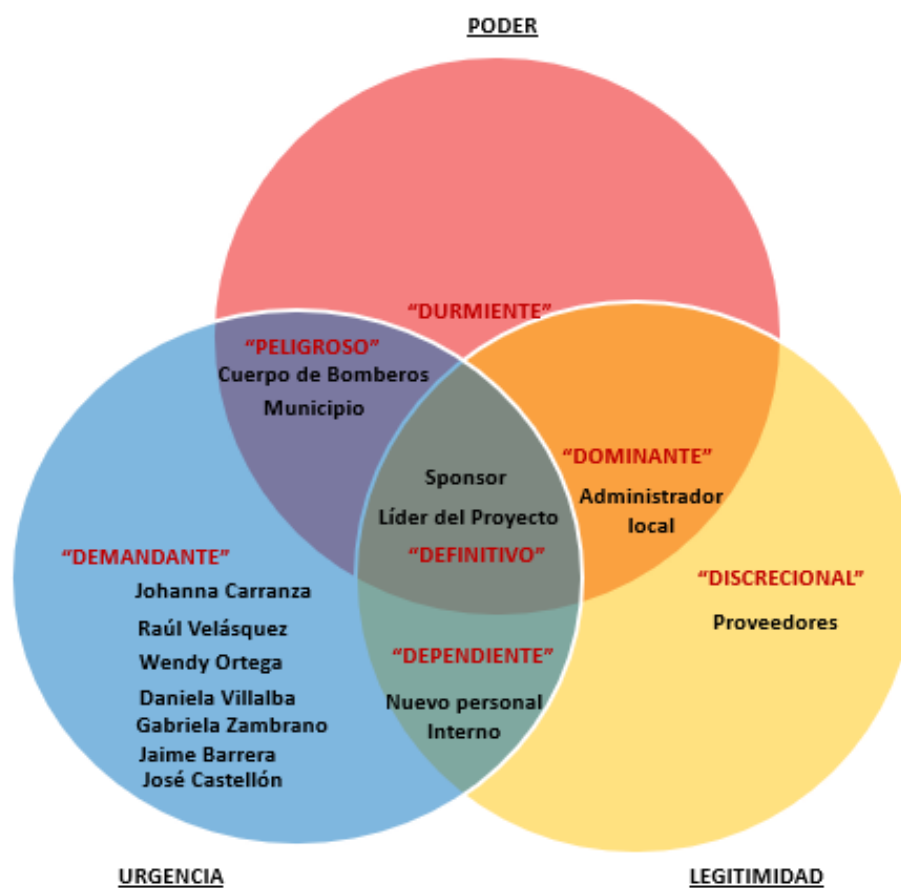 PODER
“DURMIENTE”
“PELIGROSO”
Cuerpo de Bomberos
Municipio
“DOMINANTE”
Administrador
local
Sponsor
Líder del Proyecto
“DEFINITIVO”
“DEMANDANTE”
Johanna Carranza
Raúl Velásquez
Wendy Ortega
Daniela Villalba
Gabriela Zambrano
Jaime Barrera
José Castellón
“DISCRECIONAL”
Proveedores
“DEPENDIENTE”
Nuevo personal
Interno
URGENCIA
LEGITIMIDAD